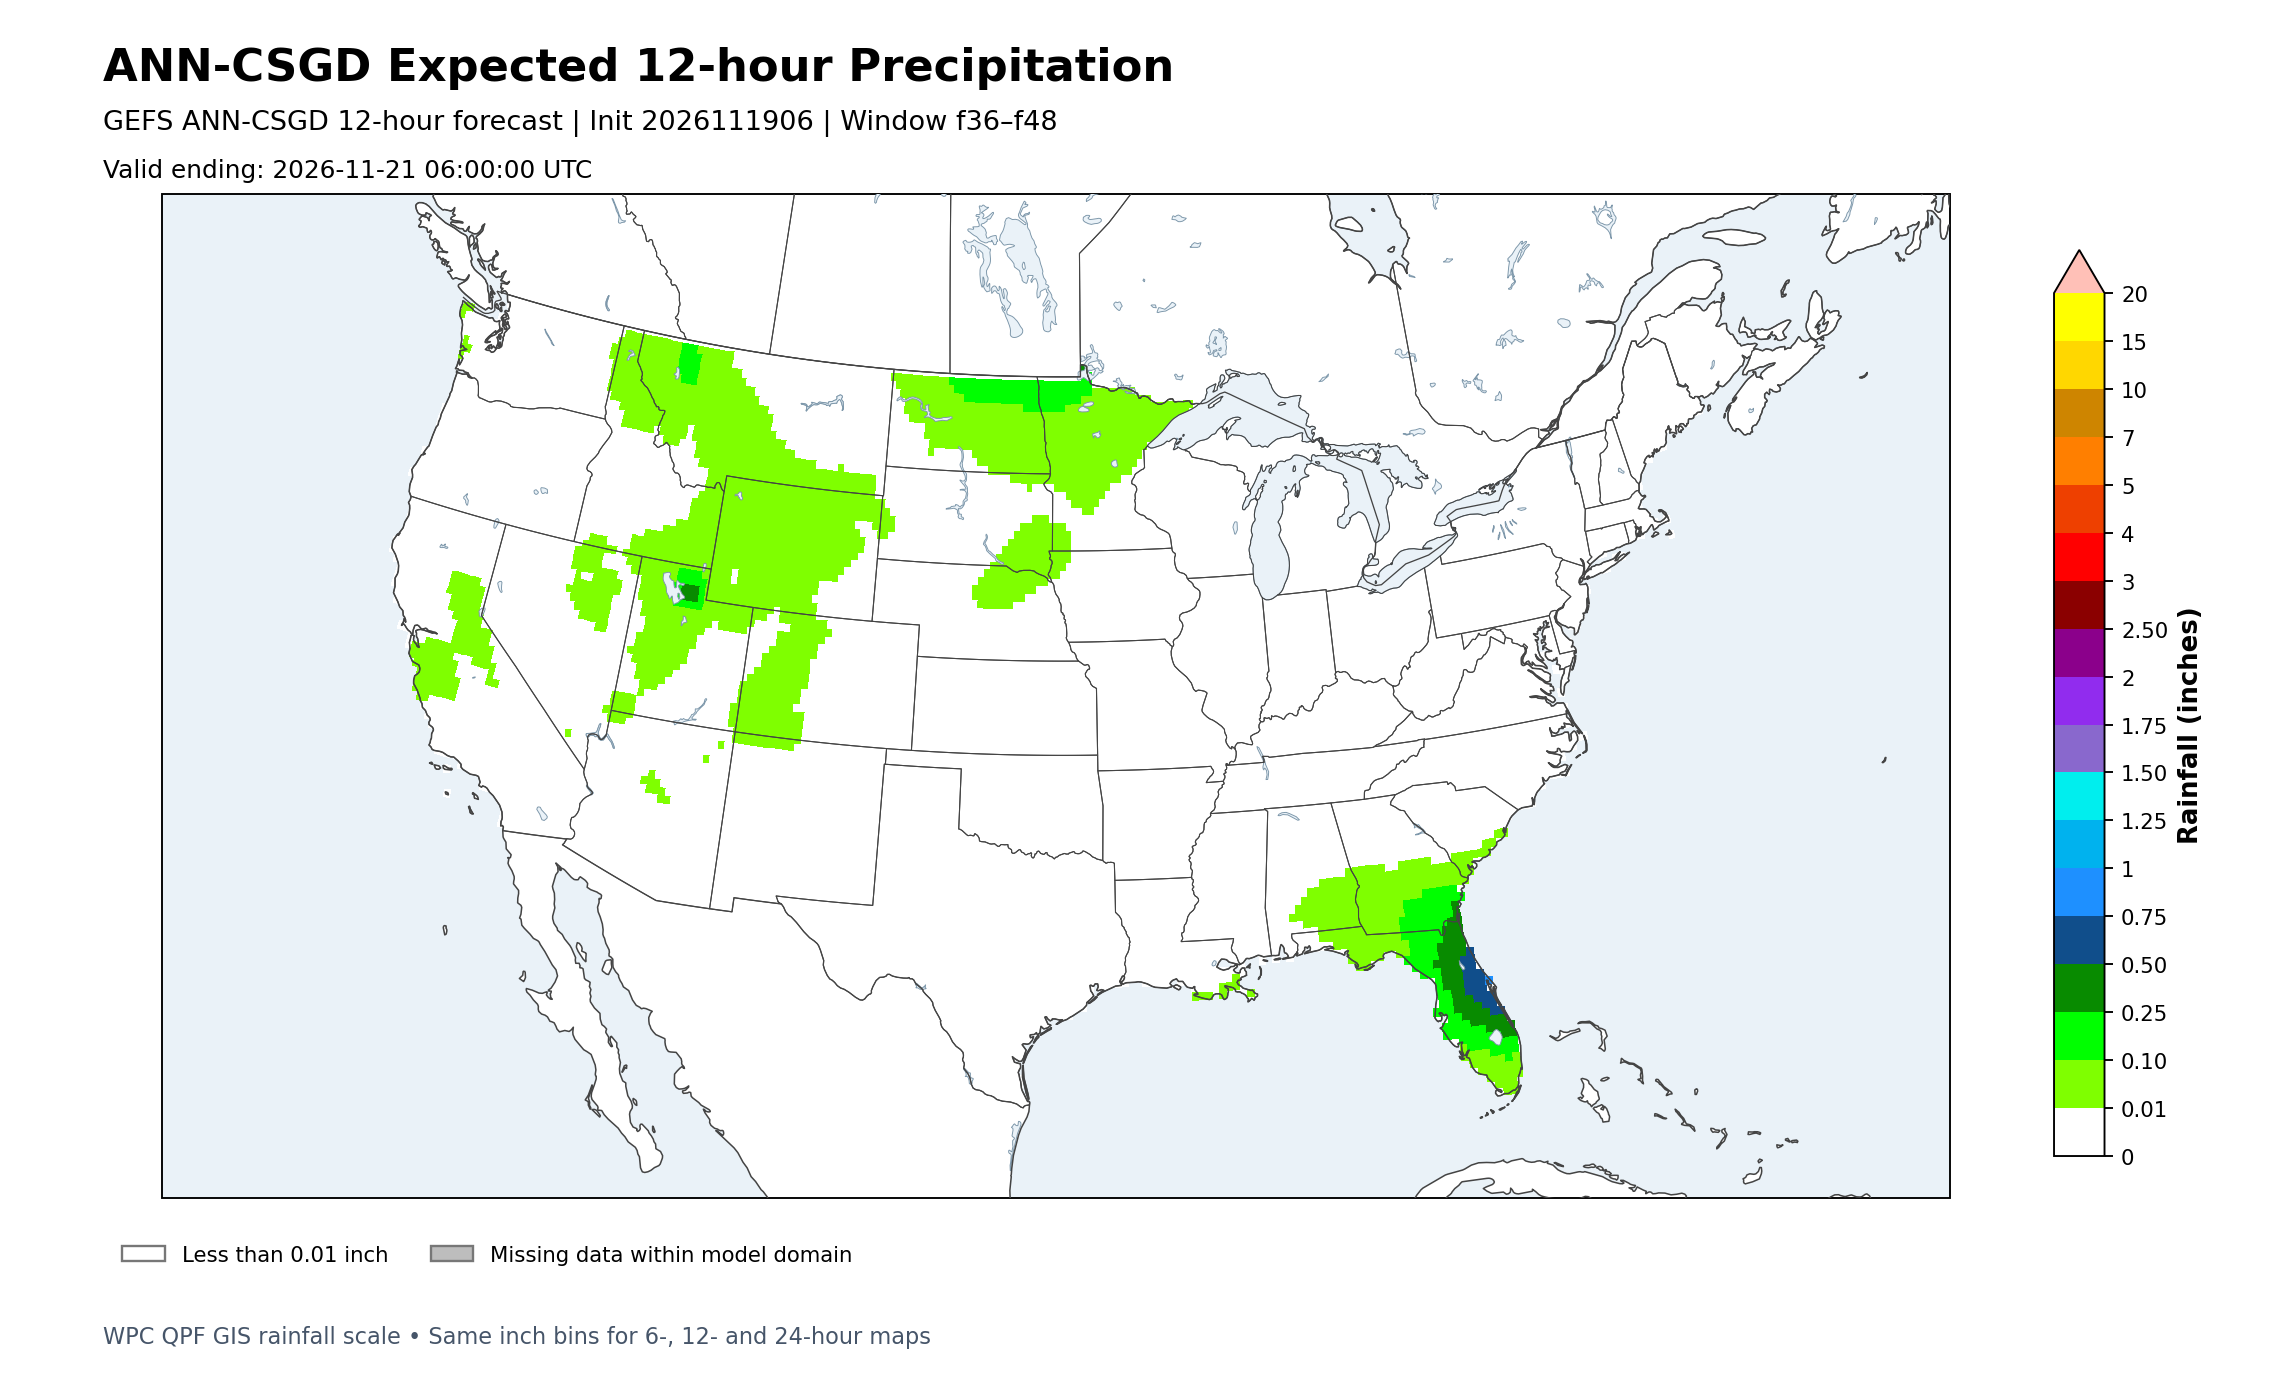 ANN-CSGD Expected 12-hour Precipitation
GEFS ANN-CSGD 12-hour forecast | Init 2026111906 | Window f36–f48
Valid ending: 2026-11-21 06:00:00 UTC
20
15
10
7
5
4
3
2.50
2
1.75
1.50
1.25
1
0.75
0.50
0.25
0.10
0.01
0
Rainfall (inches)
Less than 0.01 inch
Missing data within model domain
WPC QPF GIS rainfall scale • Same inch bins for 6-, 12- and 24-hour maps